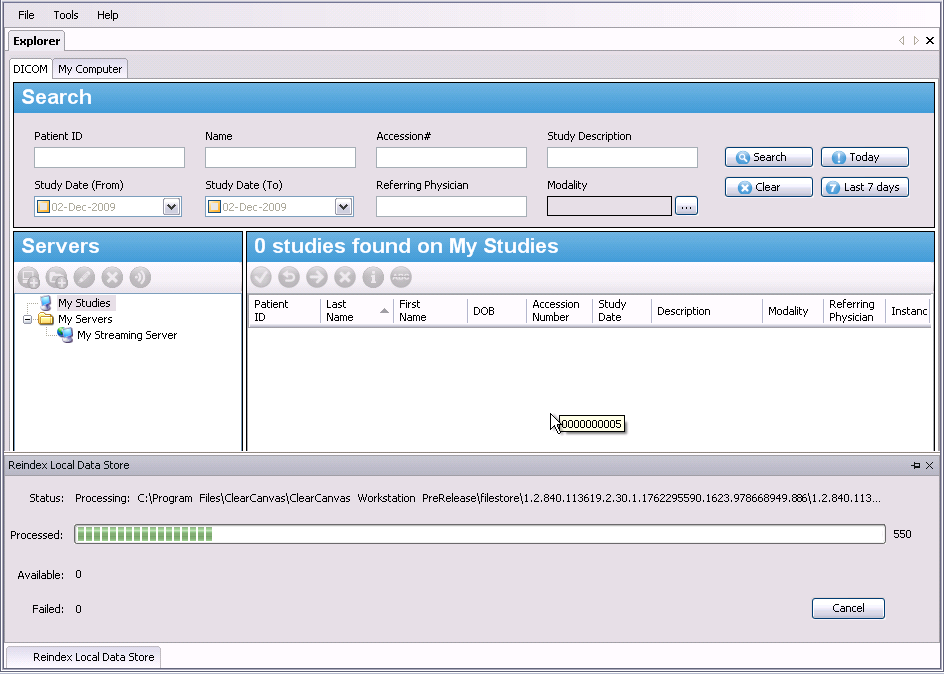 File Tools Help
Explorer
DICOM My Computer
Search
Patient ID Name Accession# Study Description
Search Today
Study Date (From) Study Date (To) Referring Physician Modality
Clear 7 Last 7 days
02-Dec-2009 02-Dec-2009 ...
Servers
0 studies found on My Studies
My Studies
My Servers
My Streaming Server
Patient ID Last Name First Name DOB Accession Number Study Date Description Modality Referring Physician Instanc
0000000005
Reindex Local Data Store
Status: Processing: C:\Program Files\ClearCanvas\ClearCanvas Workstation PreRelease\filestore\1.2.840.113619.2.30.1.1762295590.1623.978668949.886\1.2.840.113...
Processed: 550
Available: 0
Failed: 0
Cancel
Reindex Local Data Store